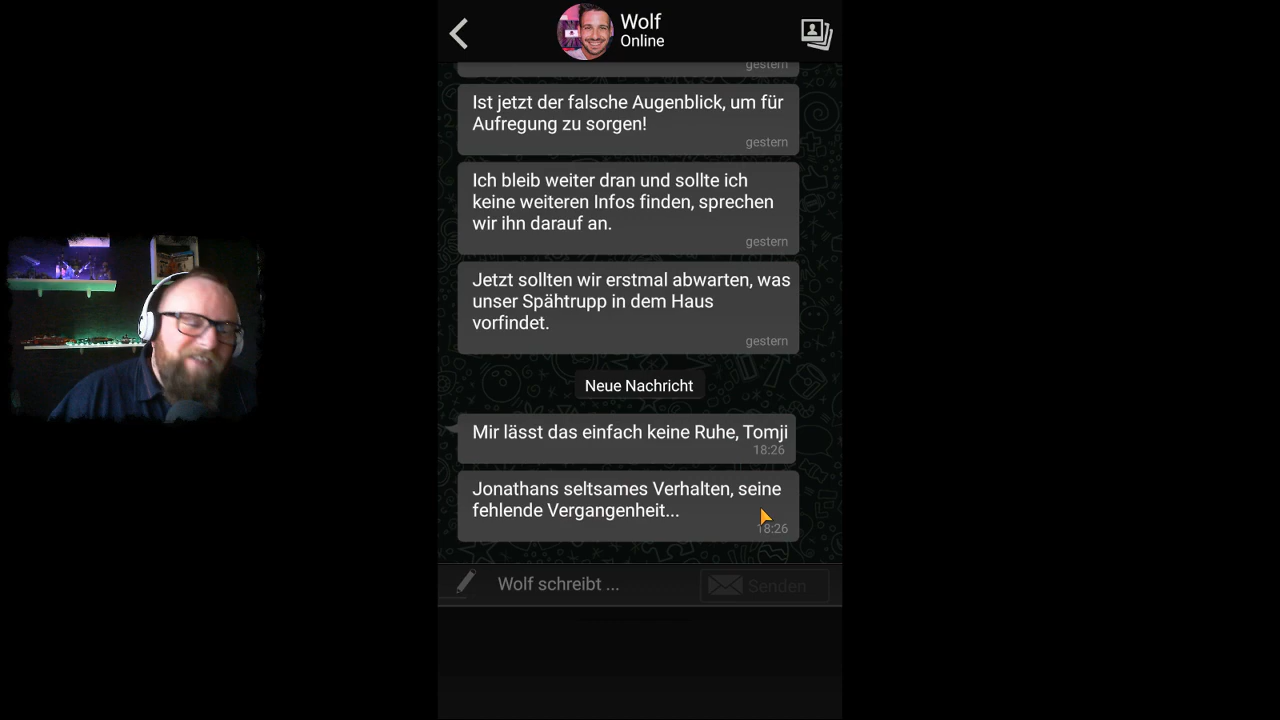 Wolf
Online
gestern
Ist jetzt der falsche Augenblick, um für
Aufregung zu sorgen!
gestern
Ich bleib weiter dran und sollte ich
keine weiteren Infos finden, sprechen
wir ihn darauf an.
gestern
Jetzt sollten wir erstmal abwarten, was
unser Spähtrupp in dem Haus
vorfindet.
gestern
Neue Nachricht
Mir lässt das einfach keine Ruhe, Tomji
18:26
Jonathans seltsames Verhalten, seine
fehlende Vergangenheit...
18:26
Wolf schreibt ...
Senden